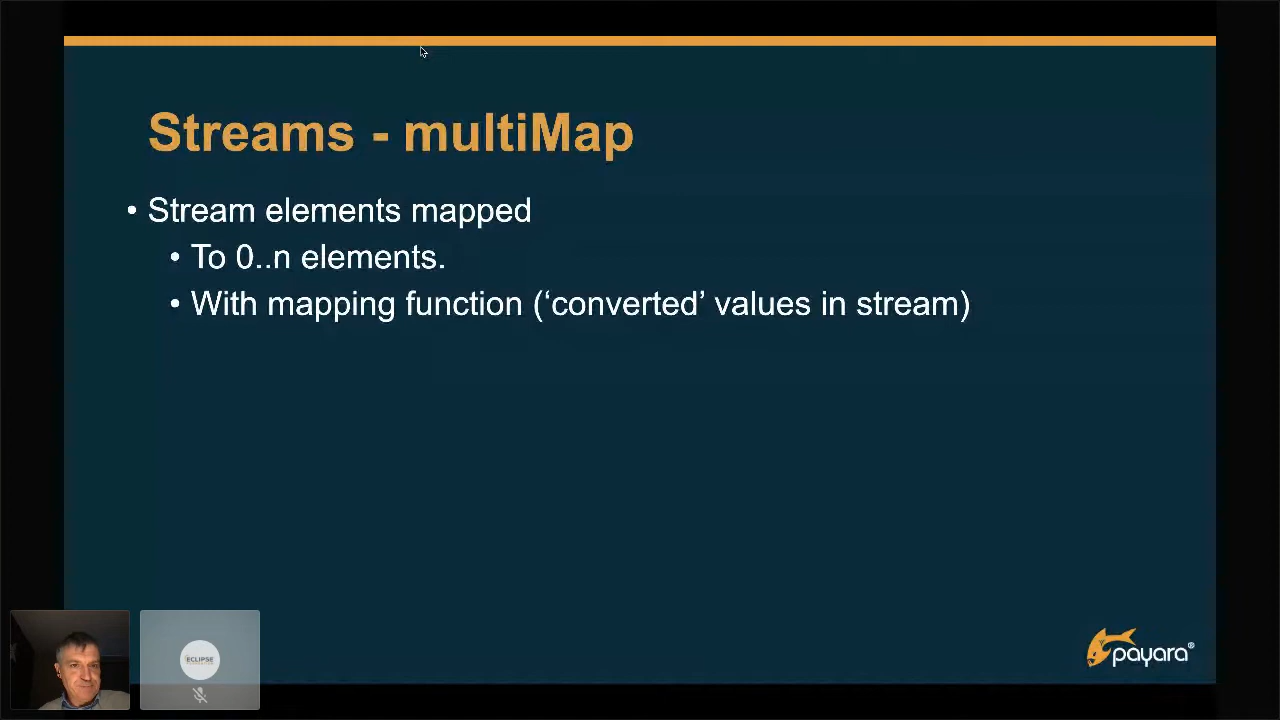 Streams - multiMap
• Stream elements mapped
• To 0..n elements.
• With mapping function (‘converted’ values in stream)
ECLIPSE
payara®